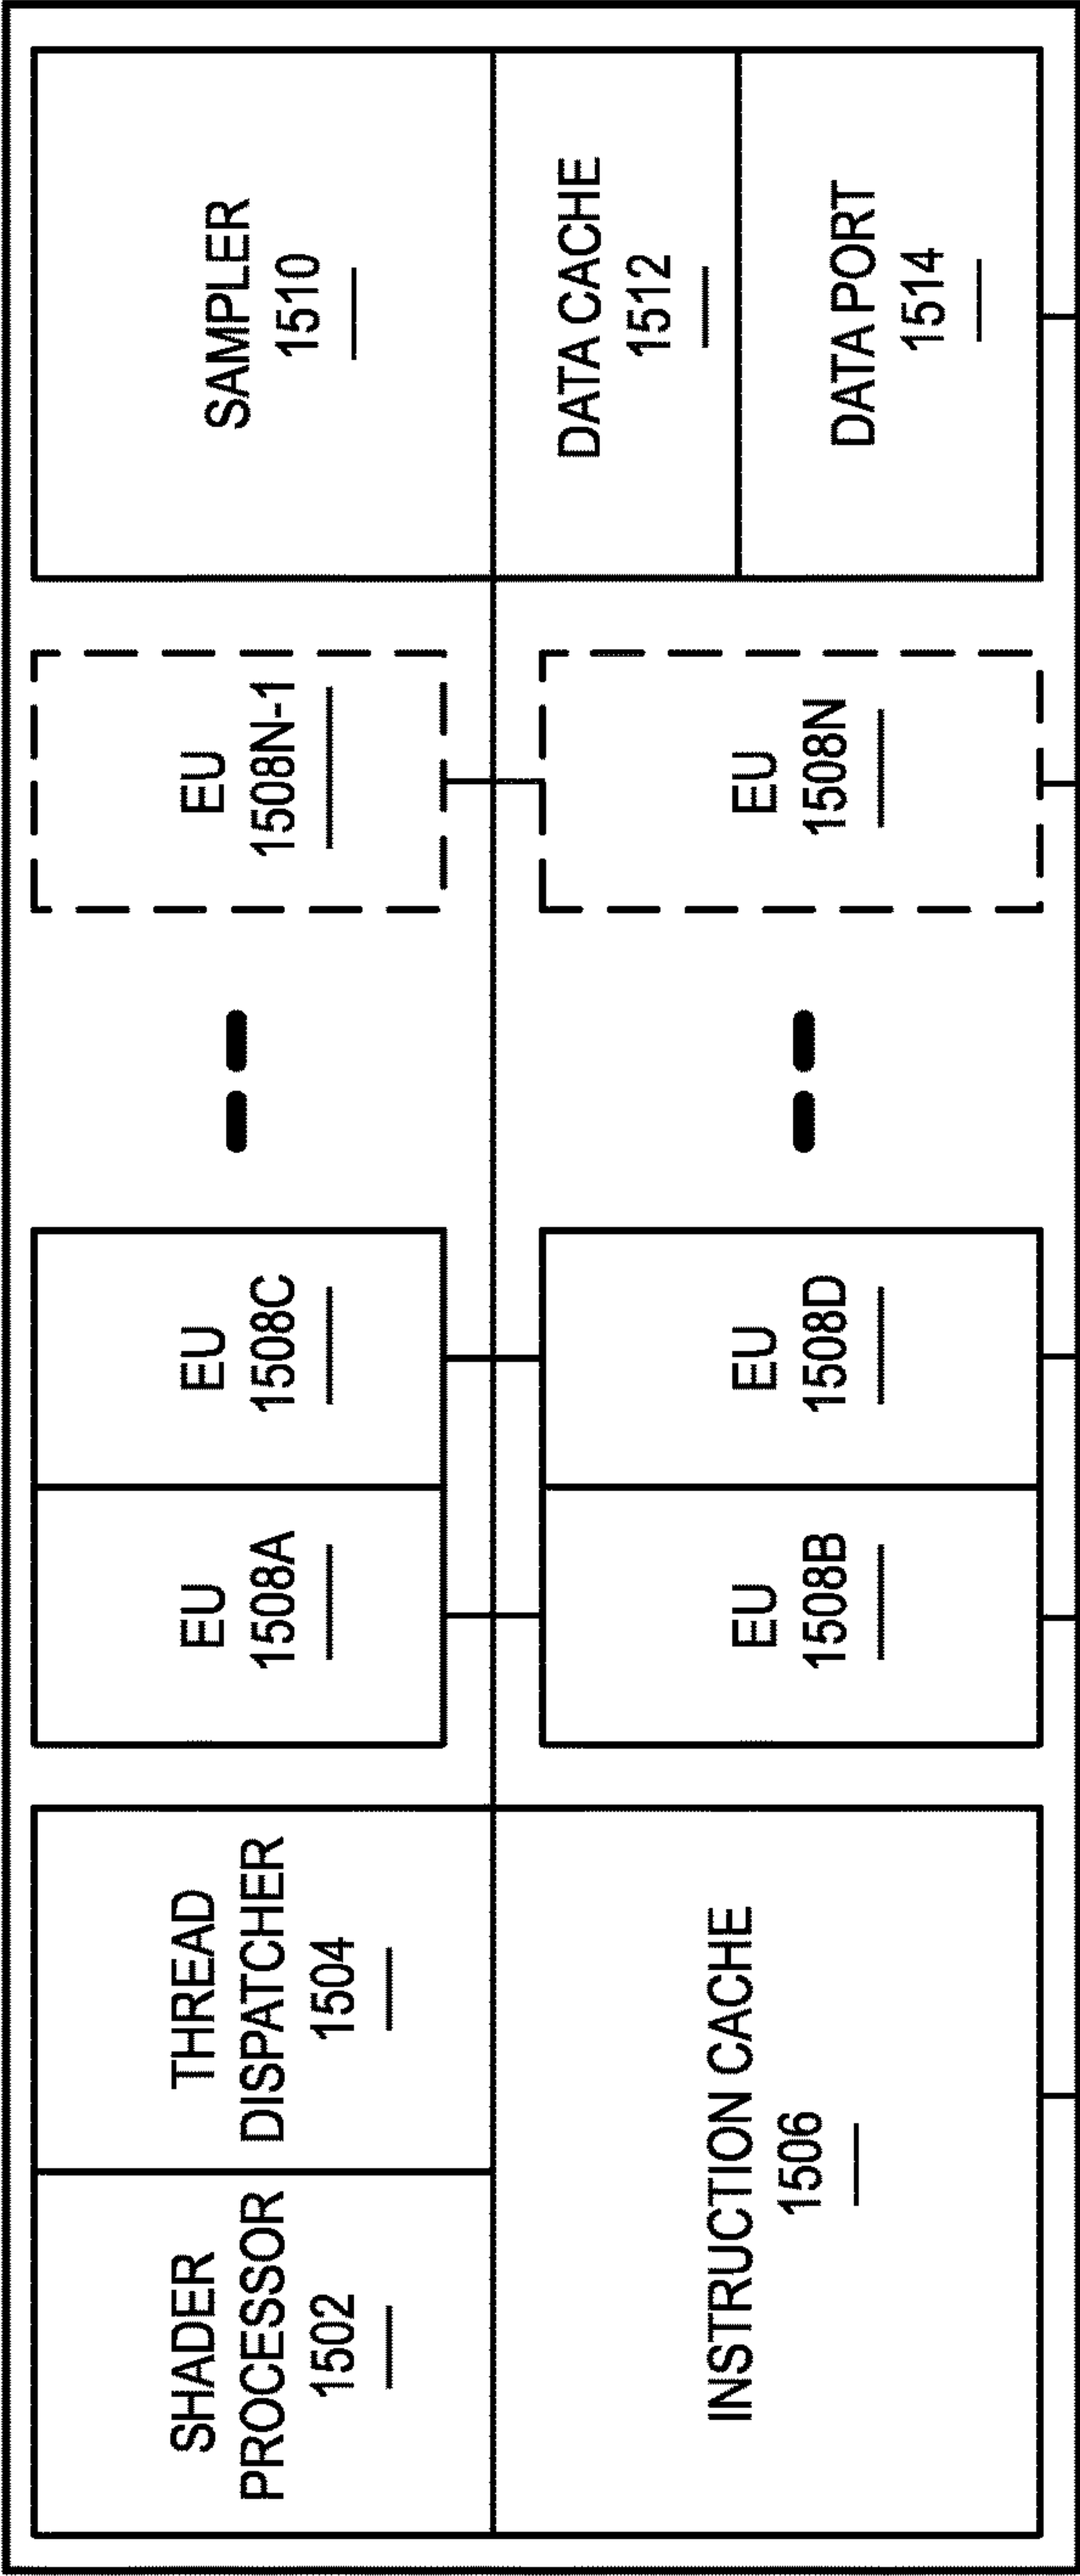 SHADER
PROCESSOR
1502
THREAD
DISPATCHER
1504
INSTRUCTION CACHE
1506
EU
1508A
EU
1508C
EU
1508B
EU
1508D
EU
1508N-1
EU
1508N
SAMPLER
1510
DATA CACHE
1512
DATA PORT
1514